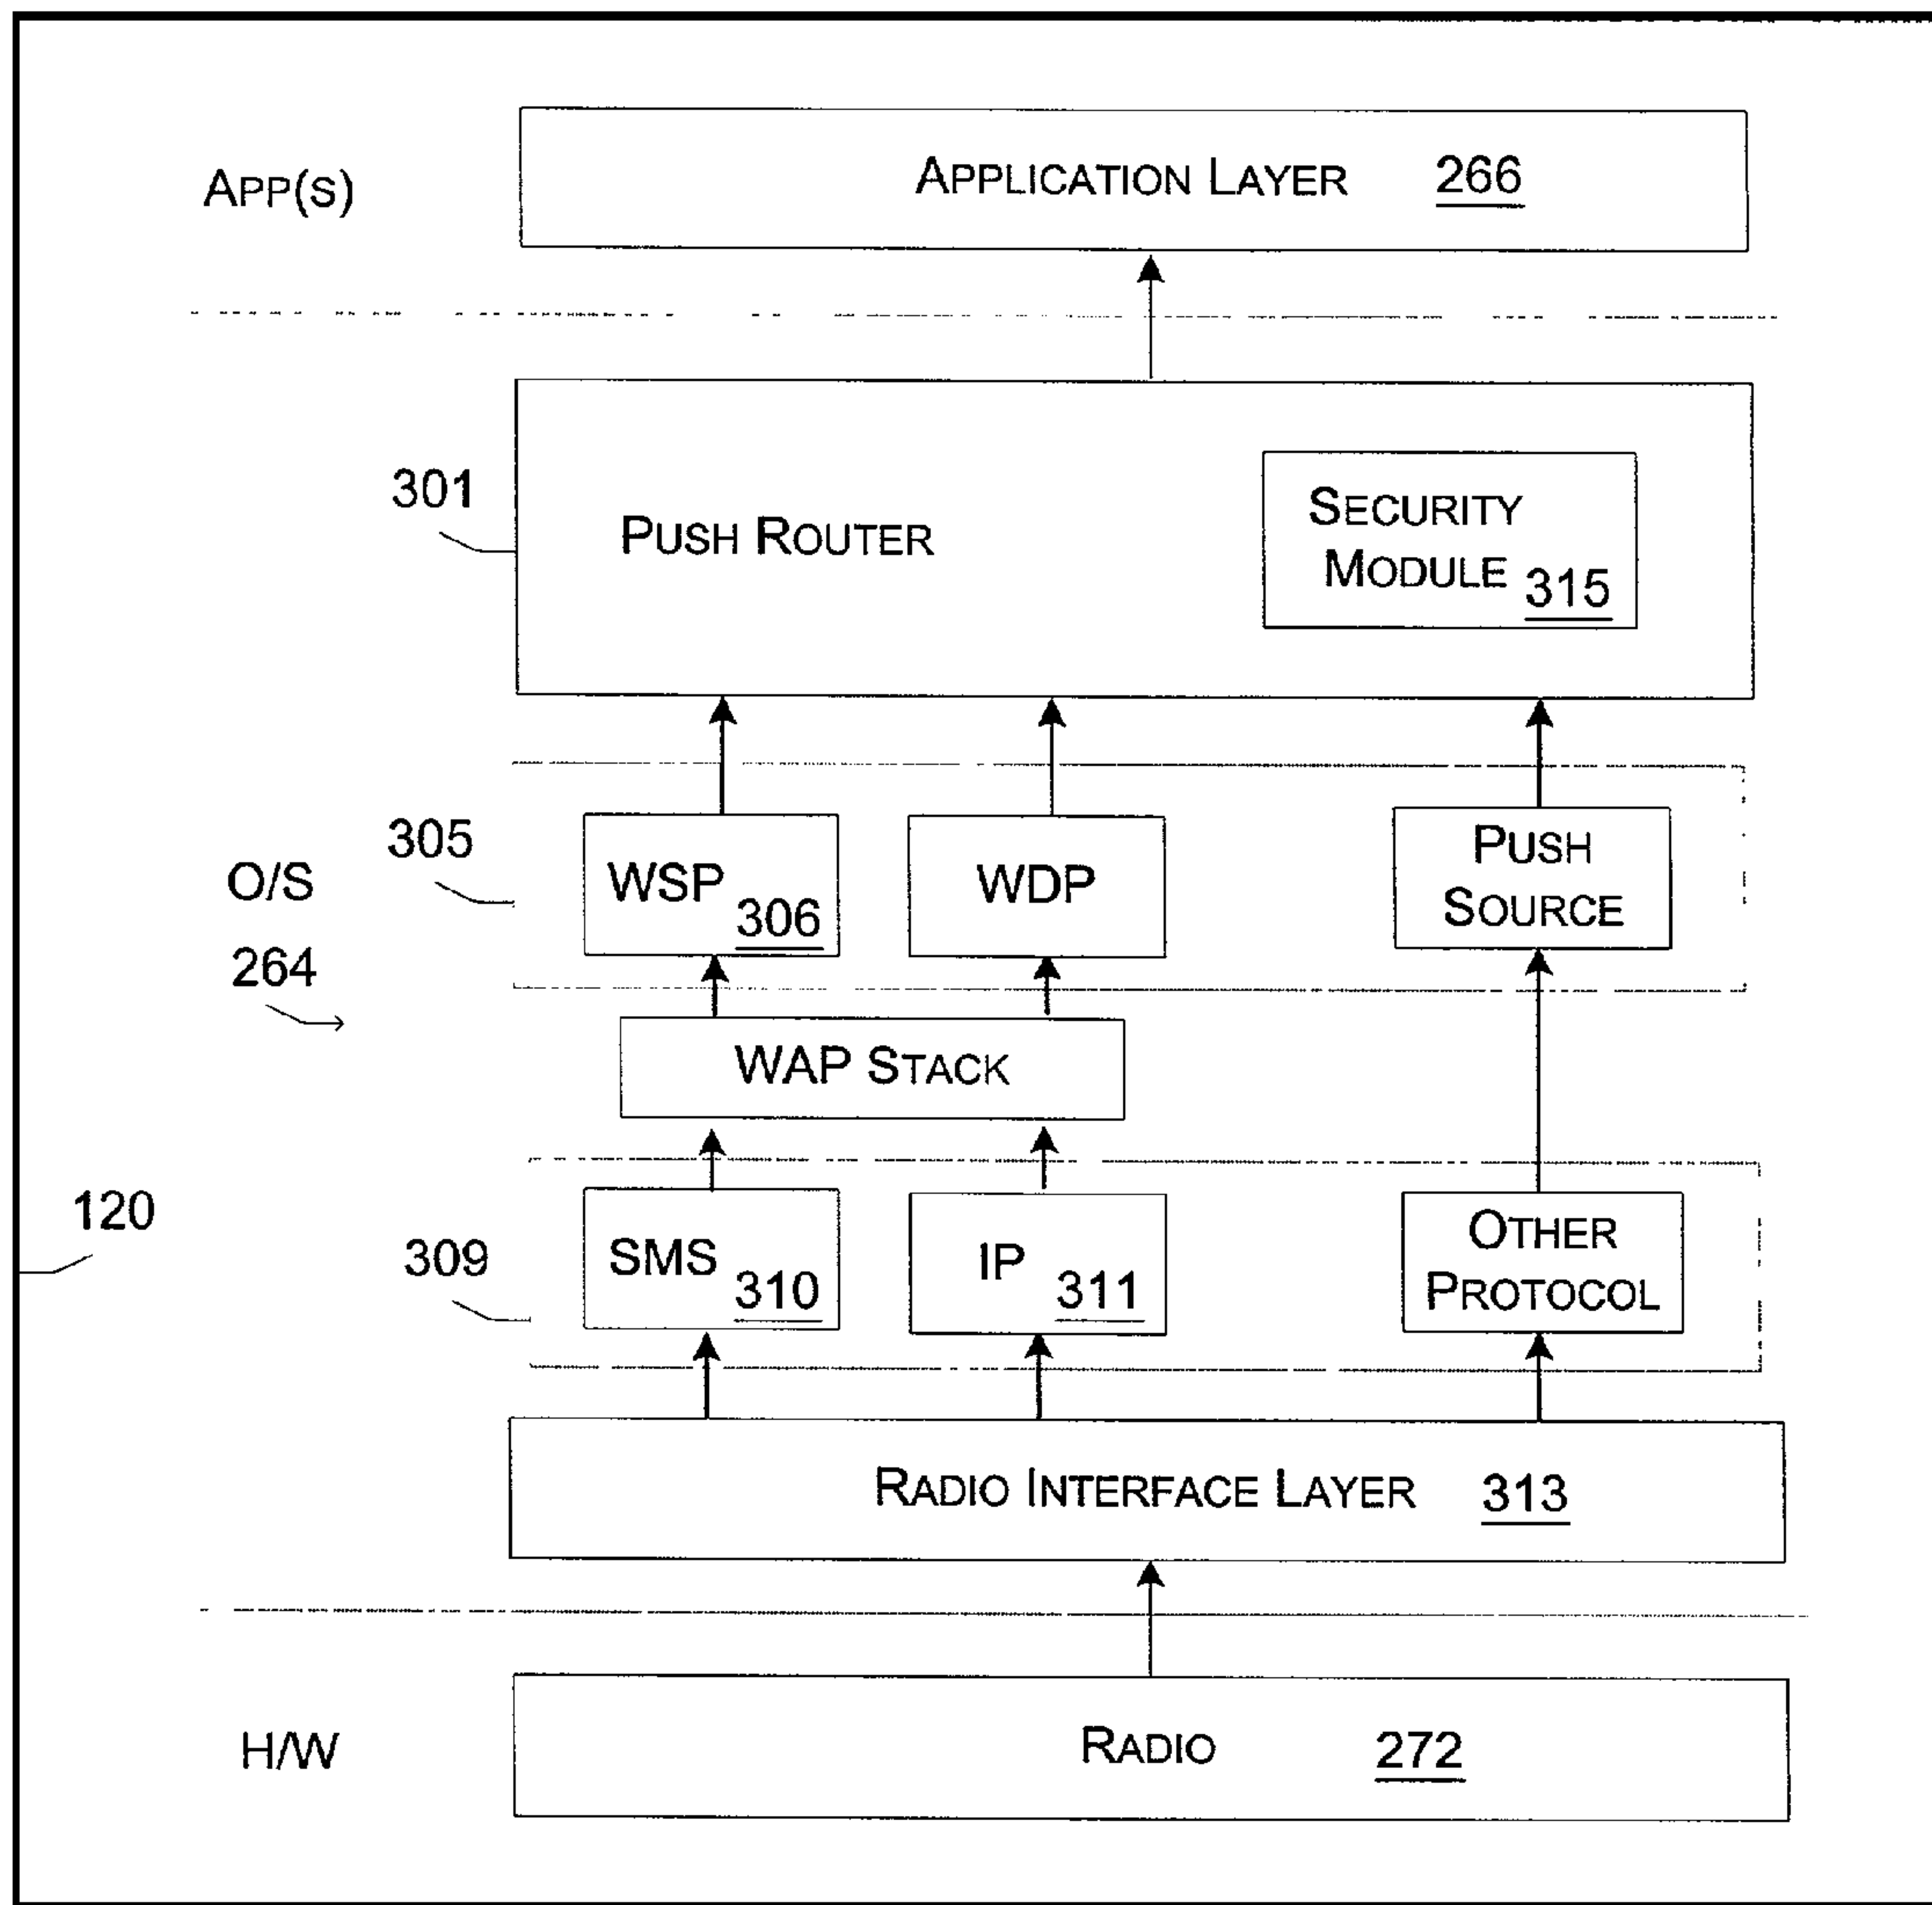 APP(S)
APPLICATION LAYER 266
301
PUSH ROUTER
SECURITY
MODULE 315
305
O/S
264
WSP 306
WDP
PUSH
SOURCE
WAP STACK
120
309
SMS 310
IP 311
OTHER
PROTOCOL
RADIO INTERFACE LAYER 313
H/W
RADIO 272